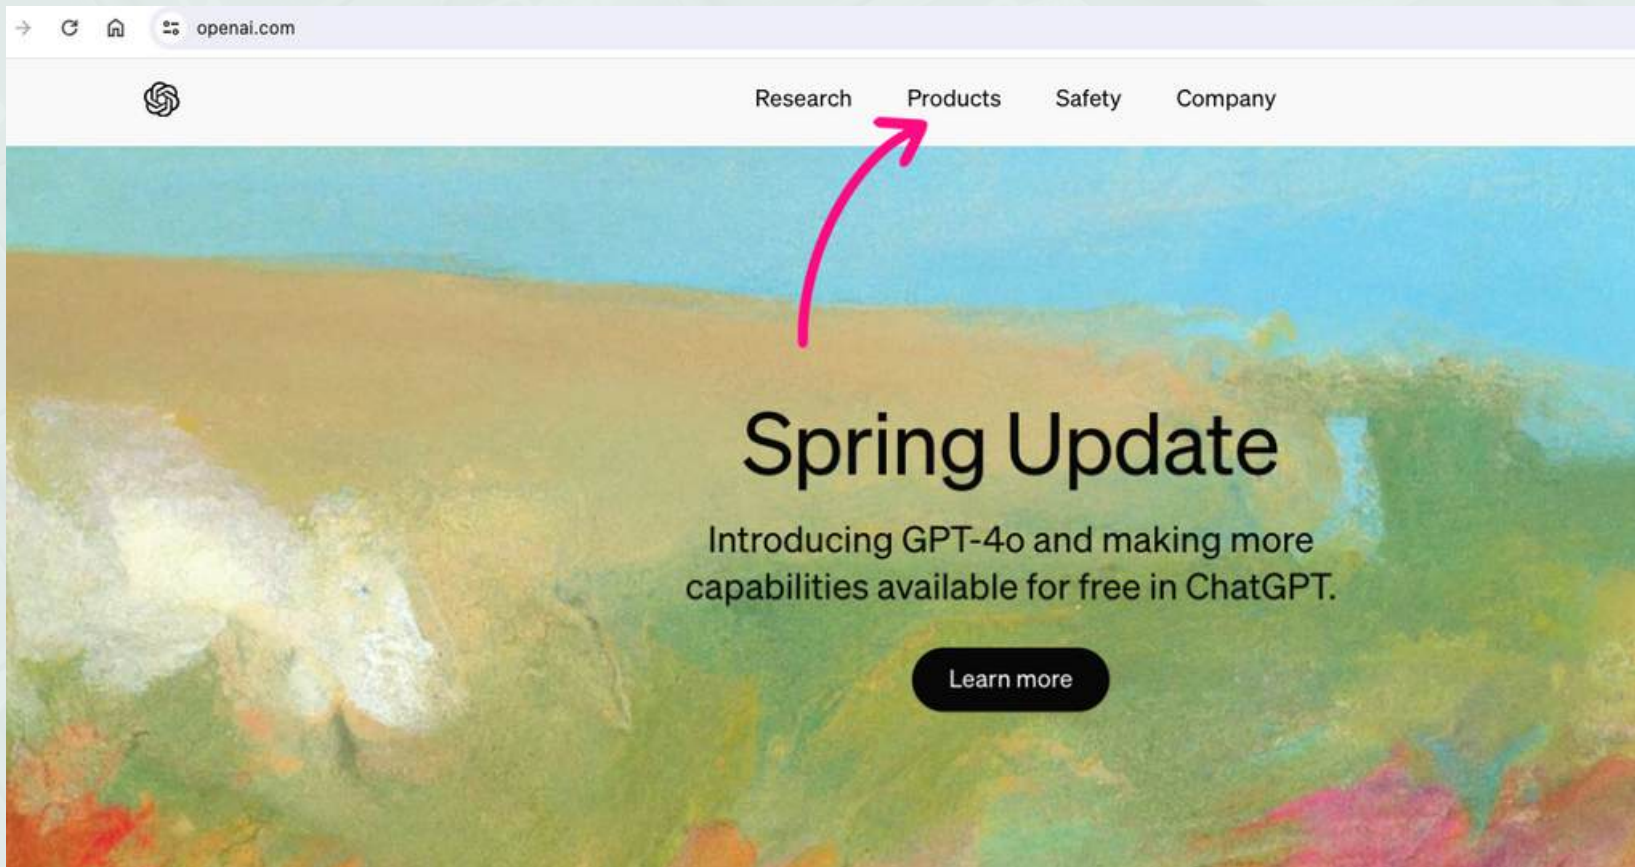 openai.com
Research Products Safety Company
Spring Update
Introducing GPT-4o and making more
capabilities available for free in ChatGPT.
Learn more